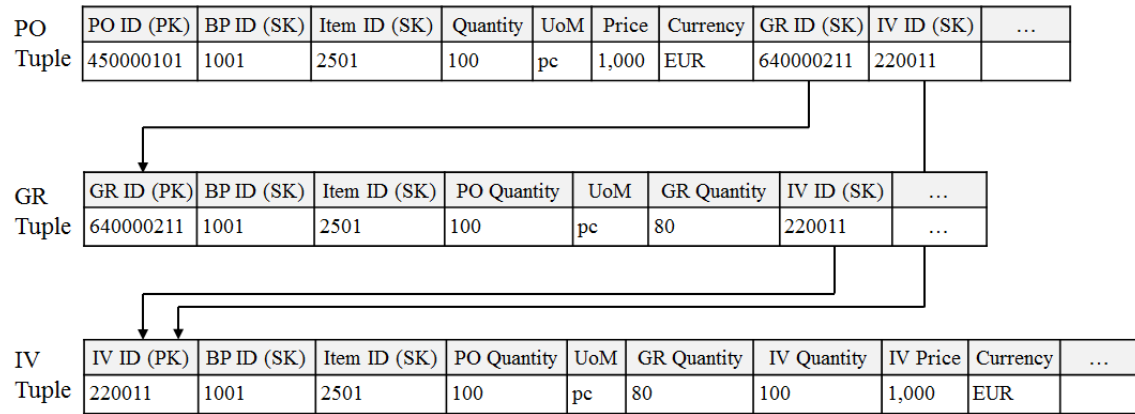 PO Tuple
PO ID (PK) BP ID (SK) Item ID (SK) Quantity UoM Price Currency GR ID (SK) IV ID (SK) …
450000101 1001 2501 100 pc 1,000 EUR 640000211 220011
GR Tuple
GR ID (PK) BP ID (SK) Item ID (SK) PO Quantity UoM GR Quantity IV ID (SK) …
640000211 1001 2501 100 pc 80 220011 …
IV Tuple
IV ID (PK) BP ID (SK) Item ID (SK) PO Quantity UoM GR Quantity IV Quantity IV Price Currency …
220011 1001 2501 100 pc 80 100 1,000 EUR